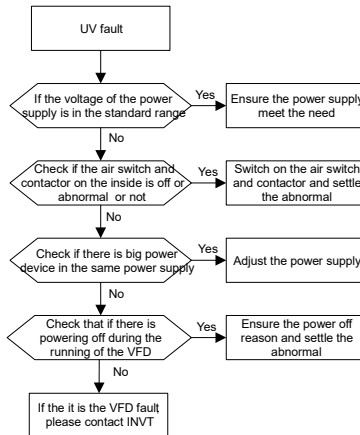 UV fault
If the voltage of the power
supply is in the standard range
Yes
Ensure the power supply
meet the need
No
Check if the air switch and
contactor on the inside is off or
abnormal or not
Yes
Switch on the air switch
and contactor and settle
the abnormal
No
Check if there is big power
device in the same power supply
Yes
Adjust the power supply
No
Check that if there is
powering off during the
running of the VFD
Yes
Ensure the power off
reason and settle the
abnormal
No
If the it is the VFD fault,
please contact INVT